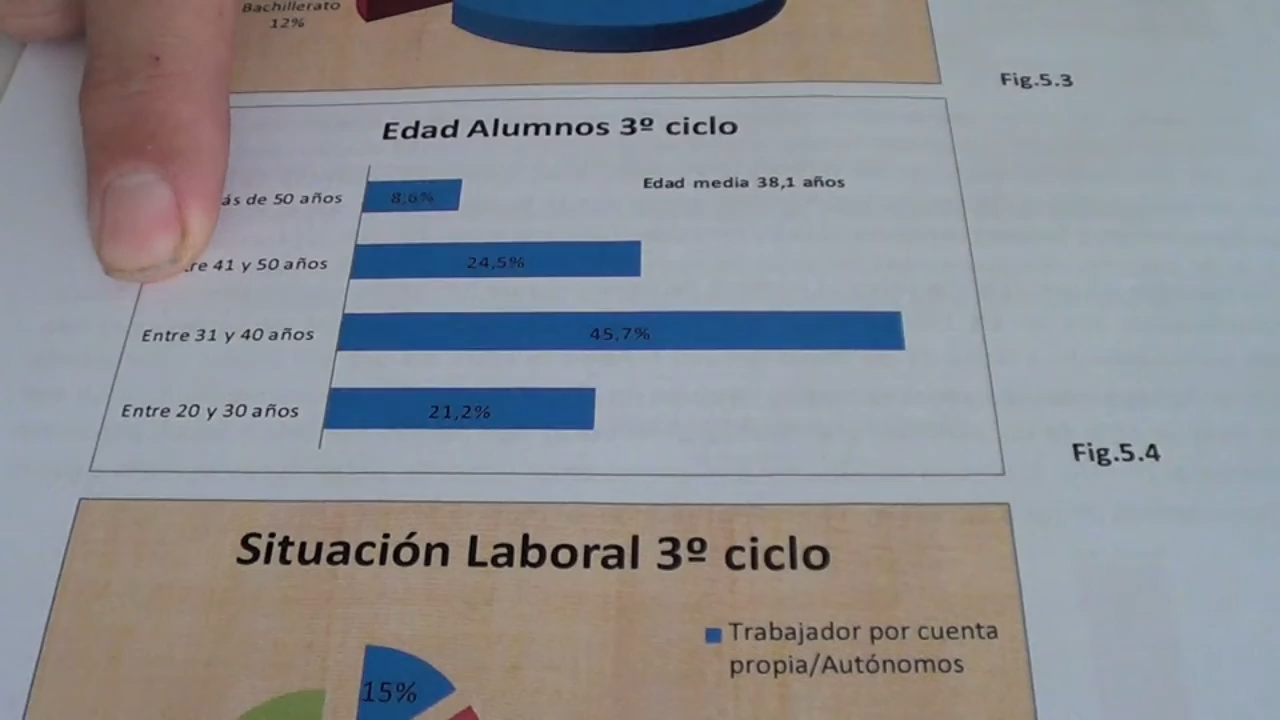 Bachillerato
12%
Fig.5.3
Edad Alumnos 3º ciclo
Edad media 38,1 años
ás de 50 años 8,6%
re 41 y 50 años 24,5%
Entre 31 y 40 años 45,7%
Entre 20 y 30 años 21,2%
Fig.5.4
Situación Laboral 3º ciclo
Trabajador por cuenta
propia/Autónomos
15%